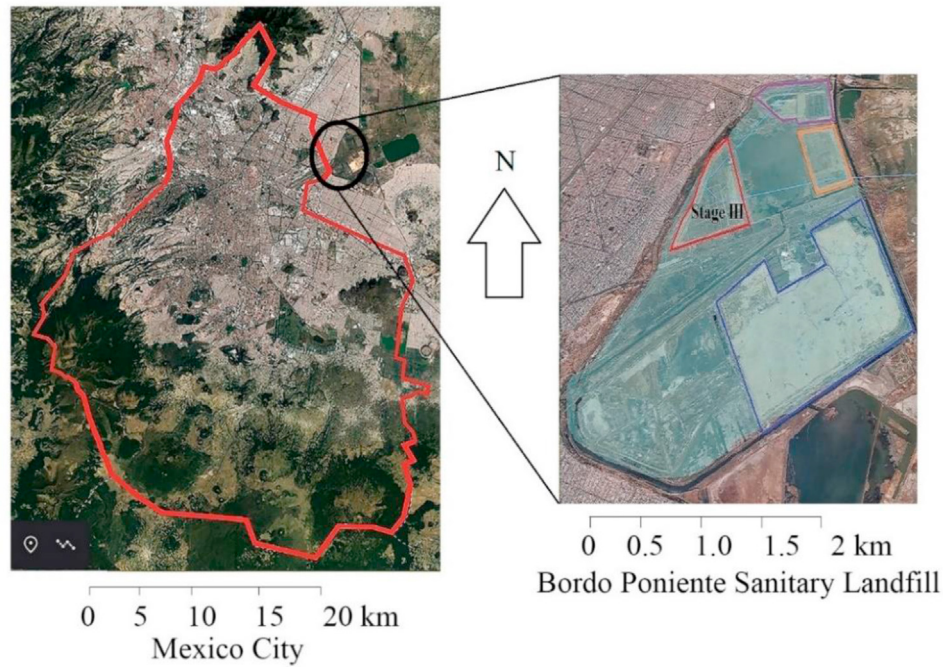 N
Stage III
0 5 10 15 20 km
Mexico City
0 0.5 1.0 1.5 2 km
Bordo Poniente Sanitary Landfill